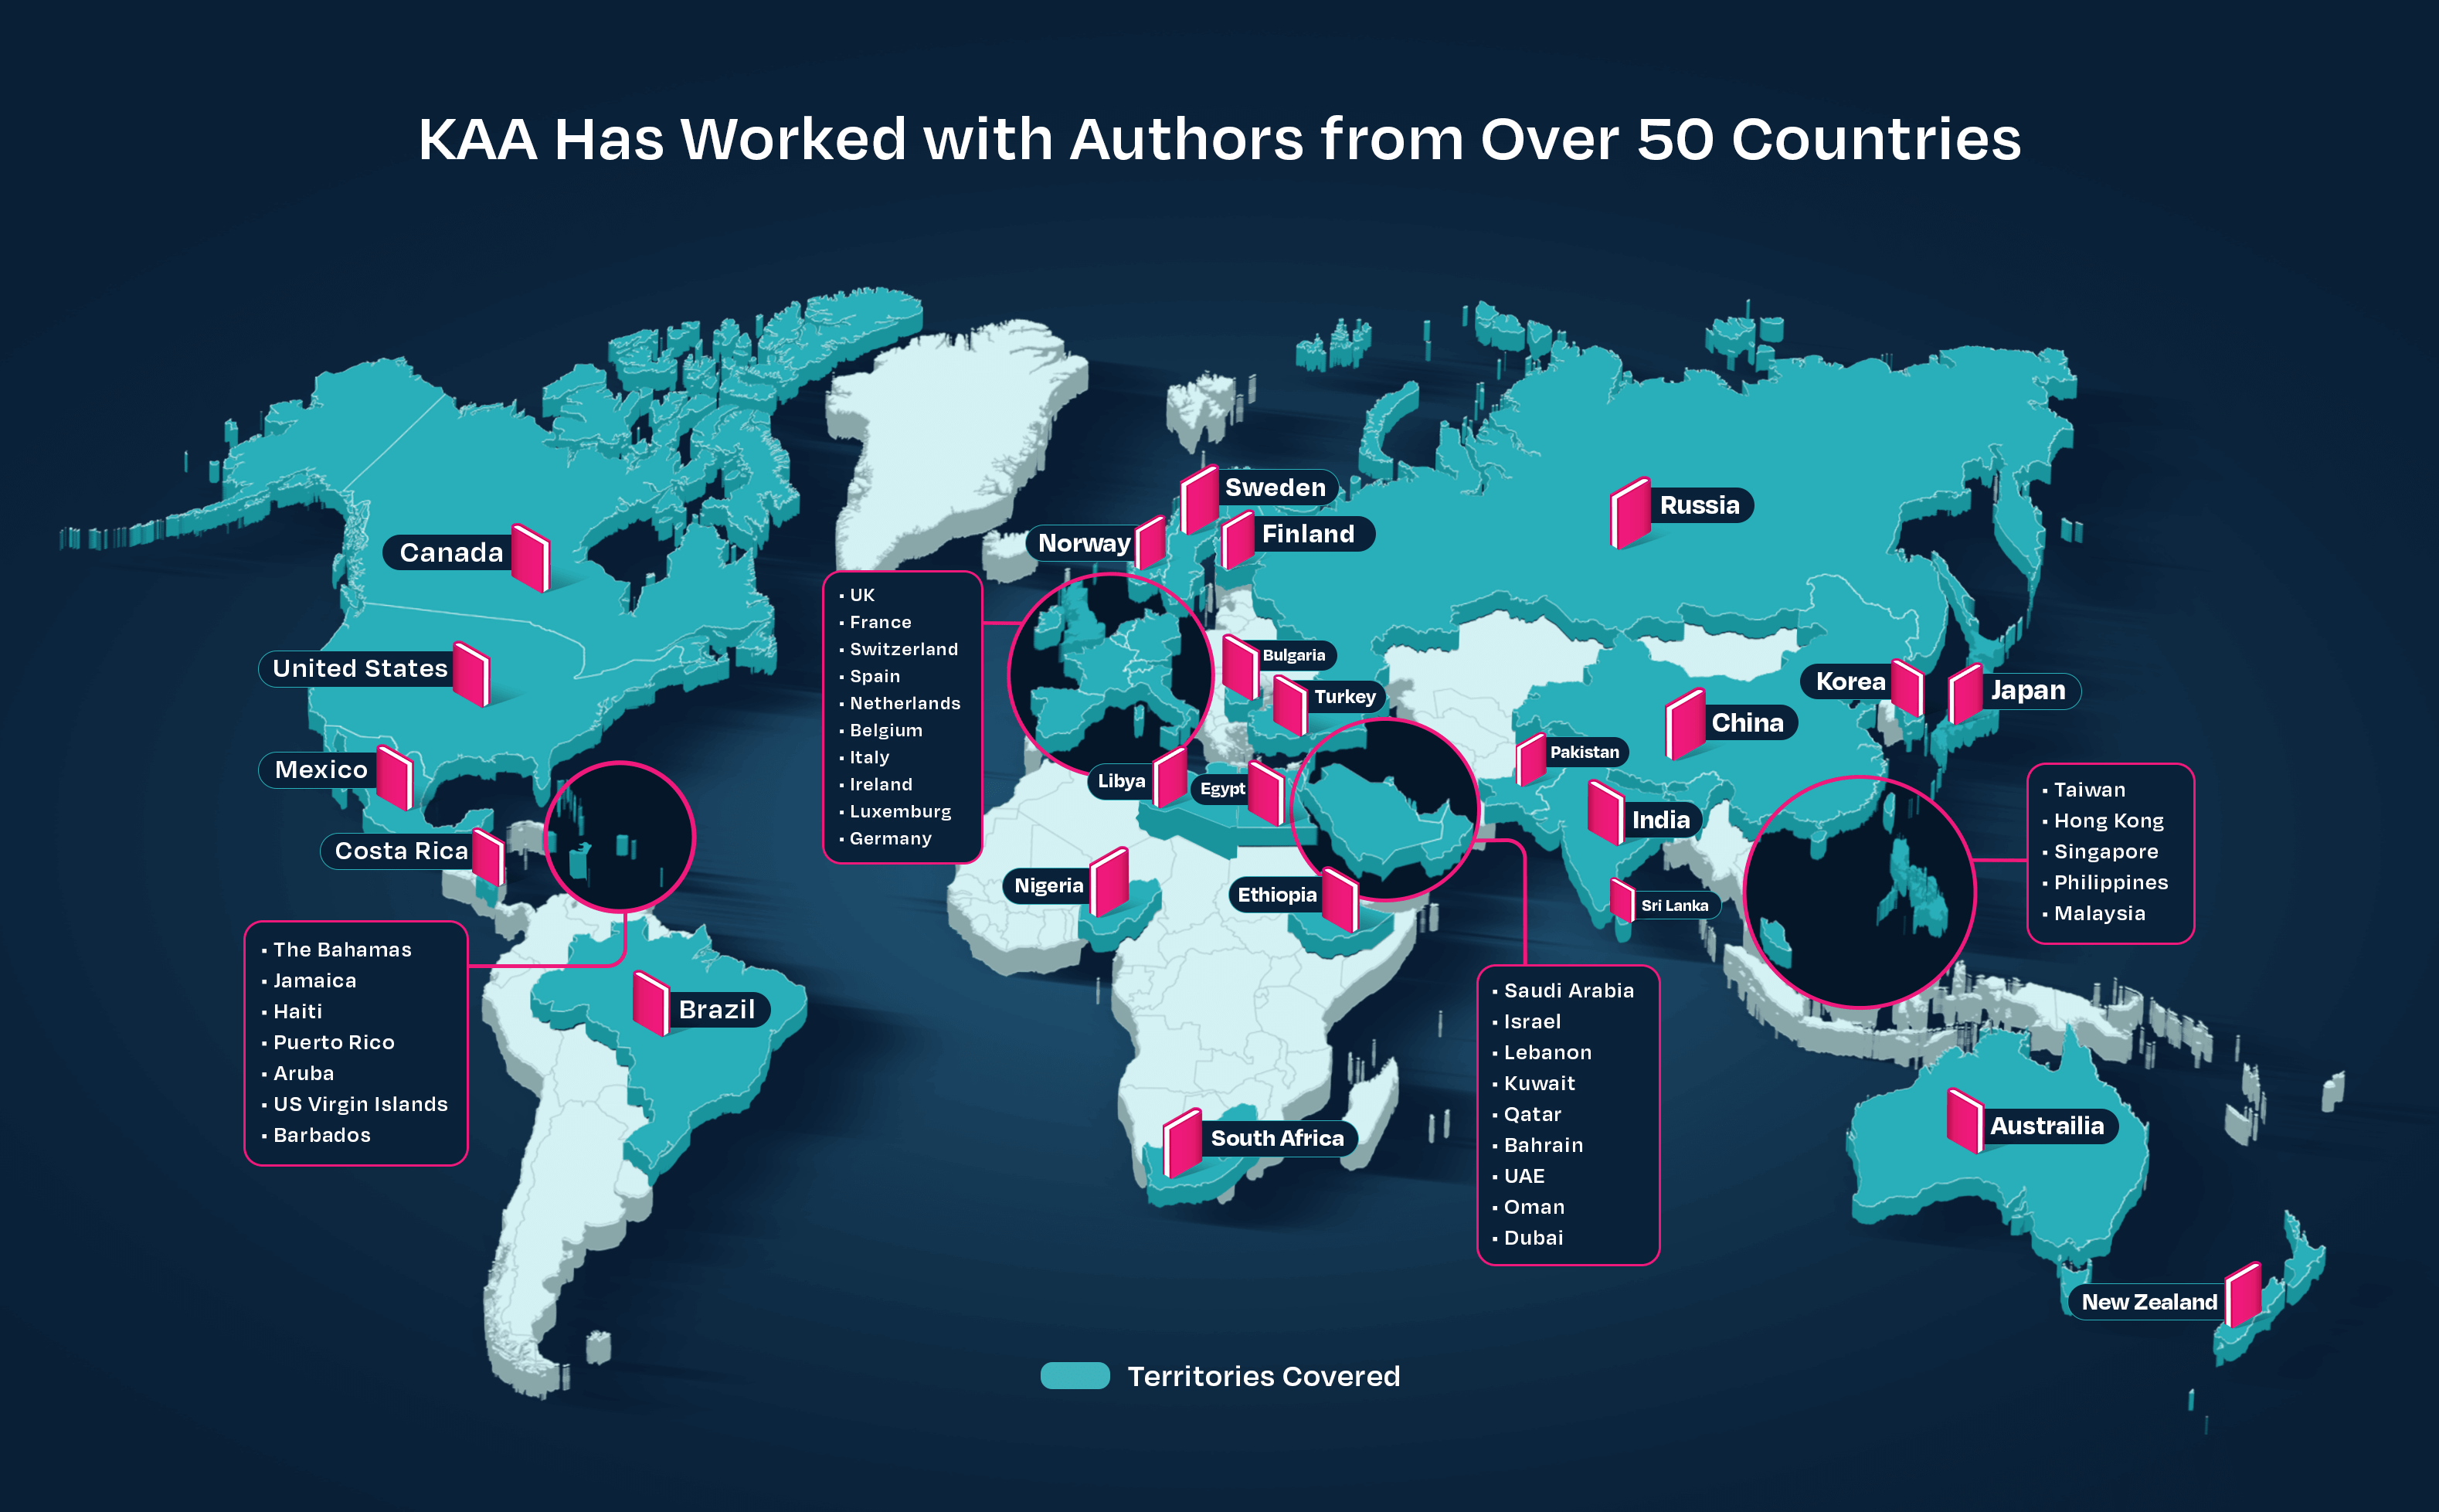 KAA Has Worked with Authors from Over 50 Countries
Sweden
Russia
Norway
Finland
Canada
▪ UK
▪ France
▪ Switzerland
▪ Spain
▪ Netherlands
▪ Belgium
▪ Italy
▪ Ireland
▪ Luxemburg
▪ Germany
United States
Bulgaria
Turkey
Korea
Japan
China
Pakistan
Mexico
Libya
Egypt
India
Costa Rica
Nigeria
Ethiopia
Sri Lanka
▪ Taiwan
▪ Hong Kong
▪ Singapore
▪ Philippines
▪ Malaysia
▪ The Bahamas
▪ Jamaica
▪ Haiti
▪ Puerto Rico
▪ Aruba
▪ US Virgin Islands
▪ Barbados
Brazil
▪ Saudi Arabia
▪ Israel
▪ Lebanon
▪ Kuwait
▪ Qatar
▪ Bahrain
▪ UAE
▪ Oman
▪ Dubai
South Africa
Austrailia
New Zealand
Territories Covered